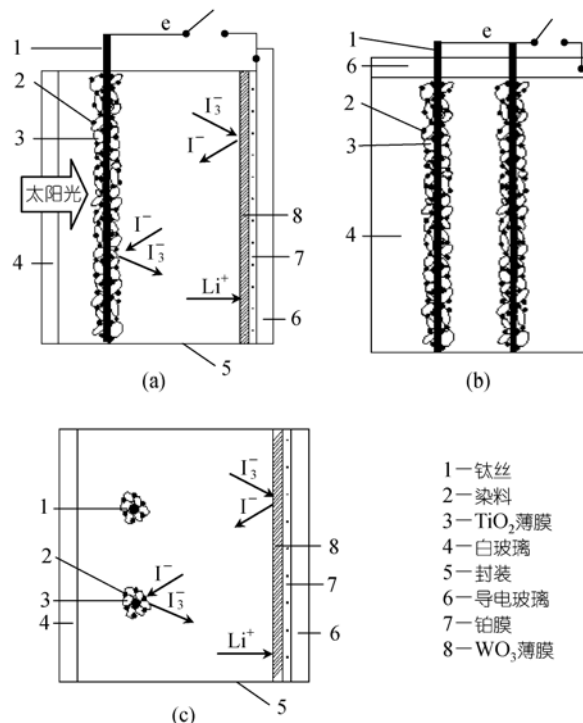 e
1
2
3
I₃⁻
I⁻
太阳光
8
I⁻
I₃⁻
4
7
Li⁺
6
5
(a)
e
1
6
2
3
4
(b)
I₃⁻
I⁻
1
2
8
I⁻
3
I₃⁻
7
4
6
Li⁺
5
(c)
1—钛丝
2—染料
3—TiO₂薄膜
4—白玻璃
5—封装
6—导电玻璃
7—铂膜
8—WO₃薄膜